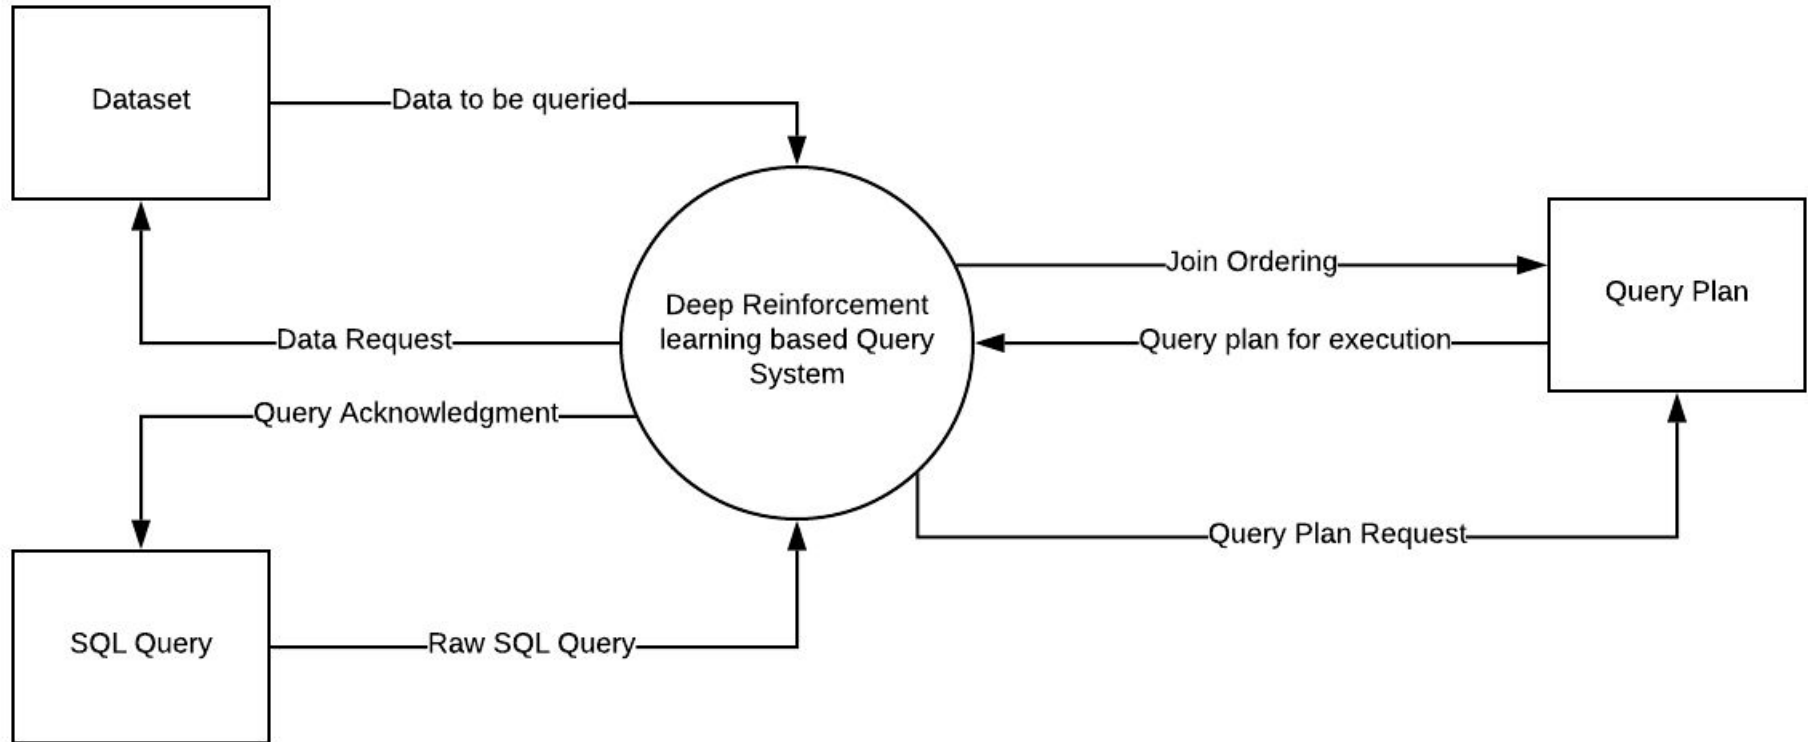 Dataset
Data to be queried
Join Ordering
Query Plan
Deep Reinforcement
learning based Query
System
Data Request
Query plan for execution
Query Acknowledgment
Query Plan Request
SQL Query
Raw SQL Query